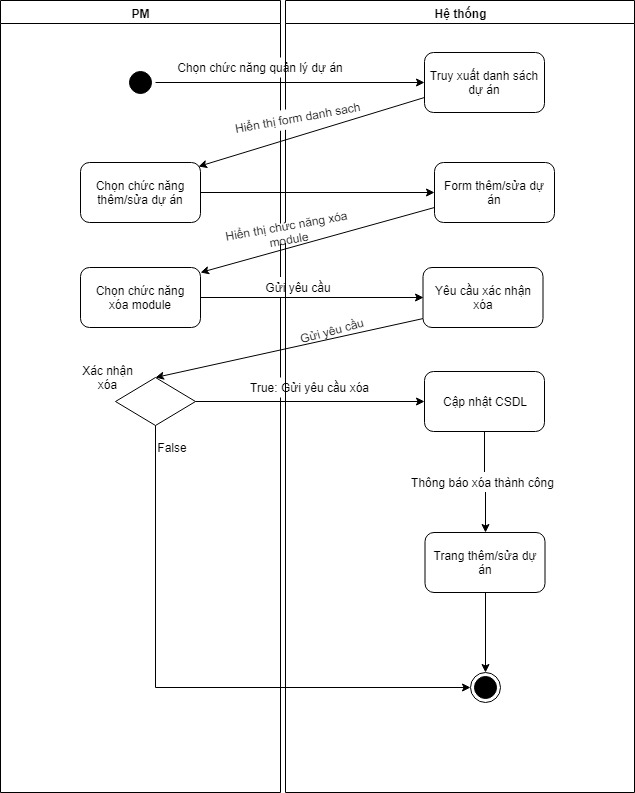 PM
Hệ thống
Chọn chức năng quản lý dự án
Truy xuất danh sách
dự án
Hiển thị form danh sach
Chọn chức năng
thêm/sửa dự án
Form thêm/sửa dự
án
Hiển thị chức năng xóa
module
Chọn chức năng
xóa module
Gửi yêu cầu
Yêu cầu xác nhận
xóa
Gửi yêu cầu
Xác nhận
xóa
True: Gửi yêu cầu xóa
Cập nhật CSDL
False
Thông báo xóa thành công
Trang thêm/sửa dự
án